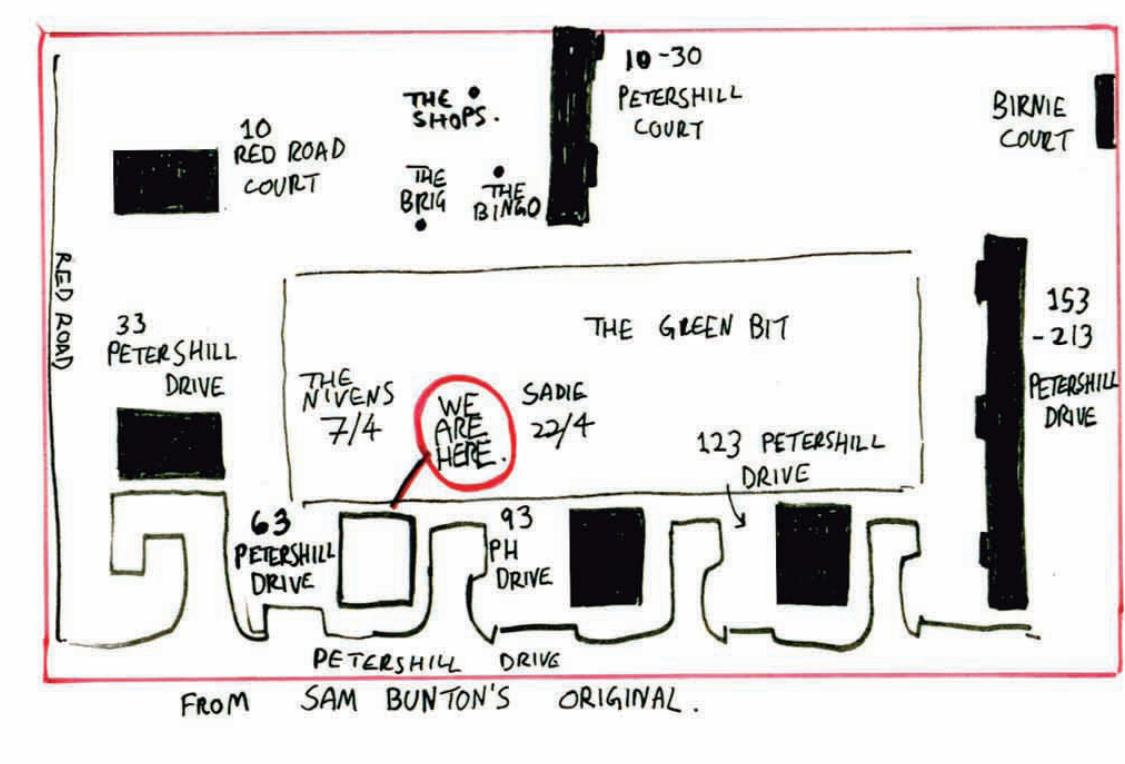 10-30
PETERSHILL
COURT
THE
SHOPS.
BIRNIE
COURT
10
RED ROAD
COURT
THE
BRIG
THE
BINGO
RED ROAD
33
PETERSHILL
DRIVE
THE GREEN BIT
153
-213
PETERSHILL
DRIVE
THE
NIVENS
7/4
WE
ARE
HERE.
SADIE
22/4
123 PETERSHILL
DRIVE
63
PETERSHILL
DRIVE
93
PH
DRIVE
PETERSHILL DRIVE
FROM SAM BUNTON'S ORIGINAL.